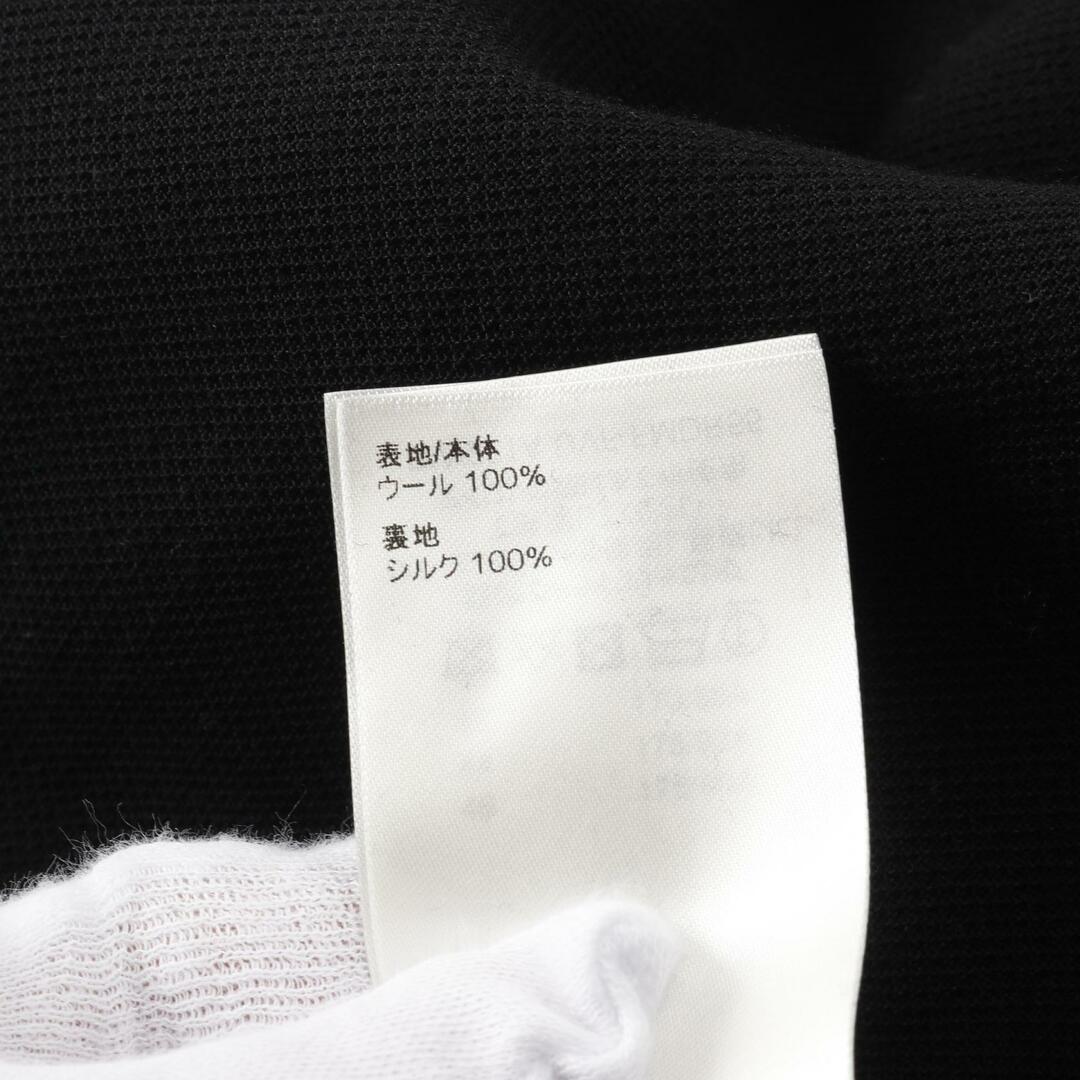 表地/本体
ウール 100%
裏地
シルク 100%